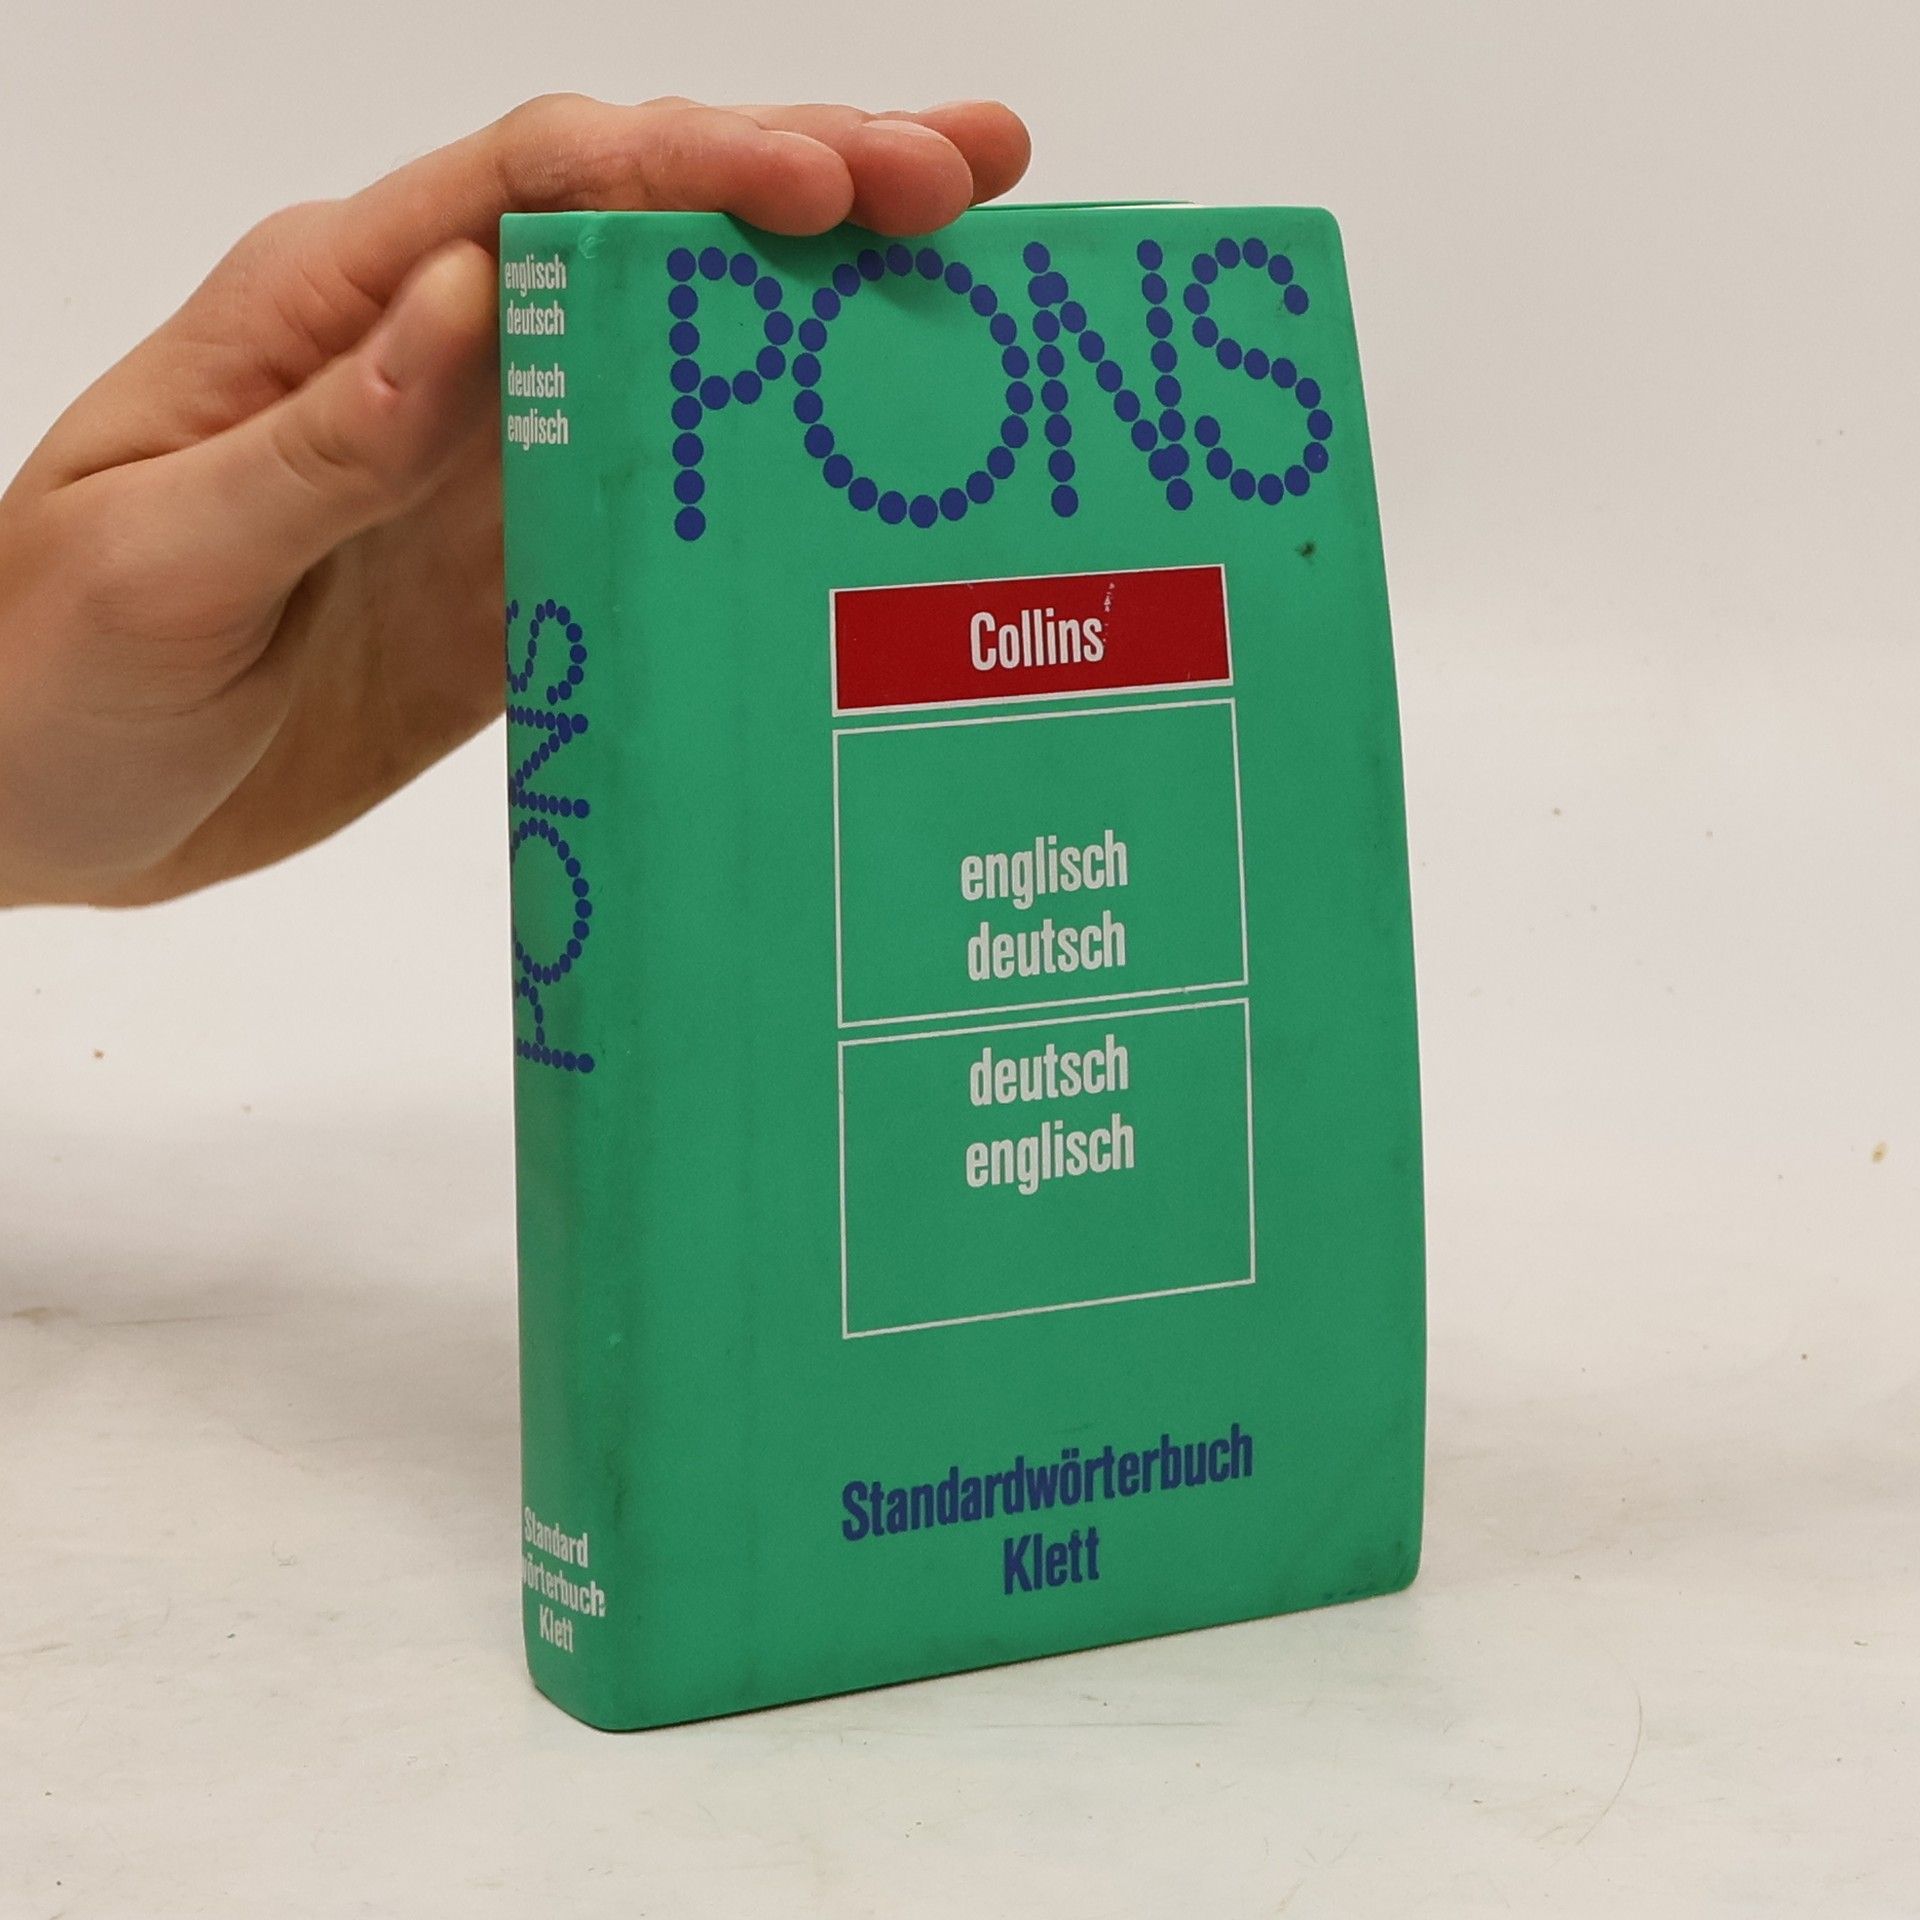 englisch
deutsch
deutsch
englisch
PONS
Standard
wörterbuch
Klett
PONS
Collins
englisch
deutsch
deutsch
englisch
Standardwörterbuch
Klett